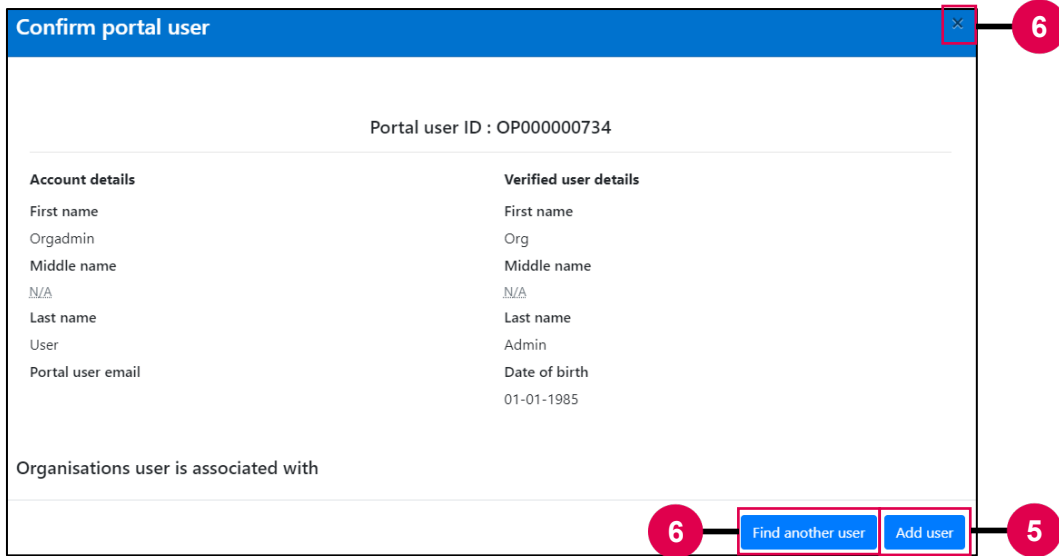 Confirm portal user
×
6
Portal user ID : OP000000734
Account details
Verified user details
First name
First name
Orgadmin
Org
Middle name
Middle name
N/A
N/A
Last name
Last name
User
Admin
Portal user email
Date of birth
01-01-1985
Organisations user is associated with
6
Find another user
Add user
5